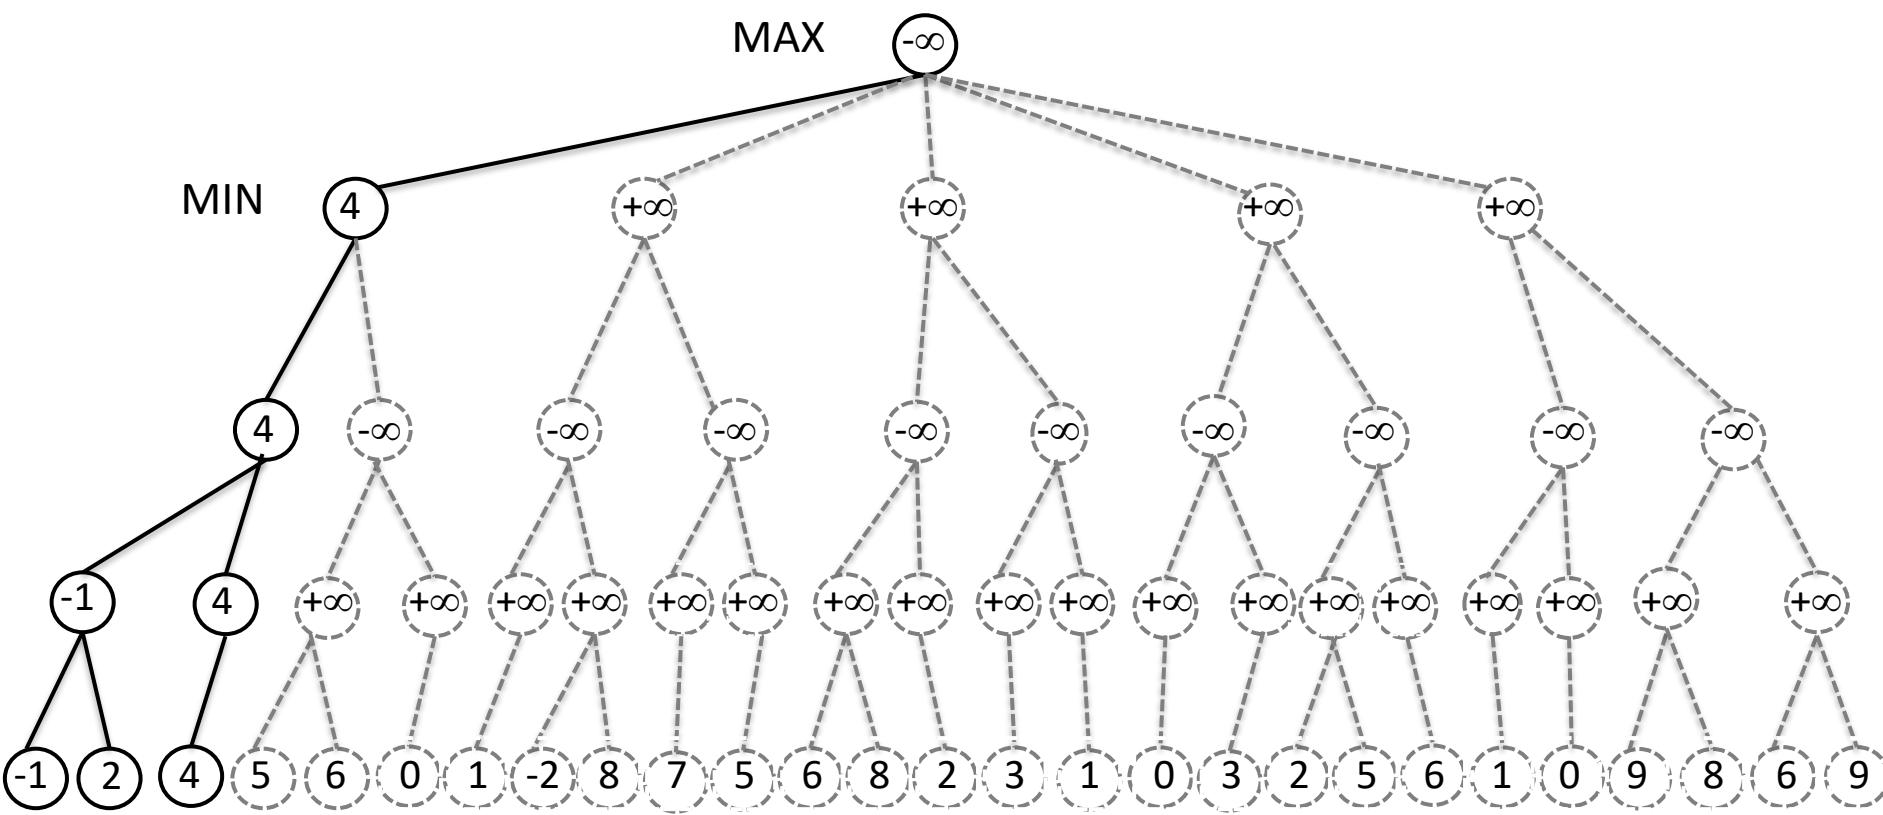 MAX -∞
MIN 4 +∞ +∞ +∞ +∞
4 -∞ -∞ -∞ -∞ -∞ -∞ -∞ -∞ -∞
-1 4 +∞ +∞ +∞ +∞ +∞ +∞ +∞ +∞ +∞ +∞ +∞ +∞ +∞ +∞ +∞ +∞ +∞ +∞
-1 2 4 5 6 0 1 -2 8 7 5 6 8 2 3 1 0 3 2 5 6 1 0 9 8 6 9